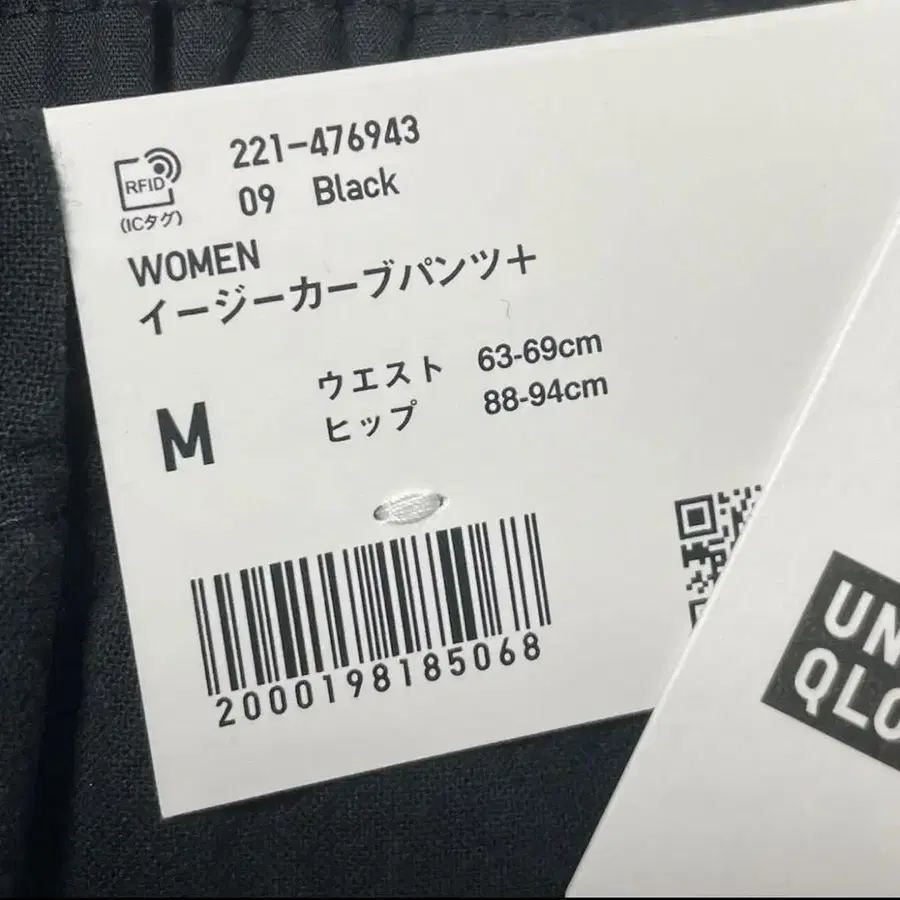 221-476943
RFID
09 Black
(ICタグ)
WOMEN
イージーカーブパンツ+
M
ウエスト 63-69cm
ヒップ 88-94cm
2000198185068
UN
QLO